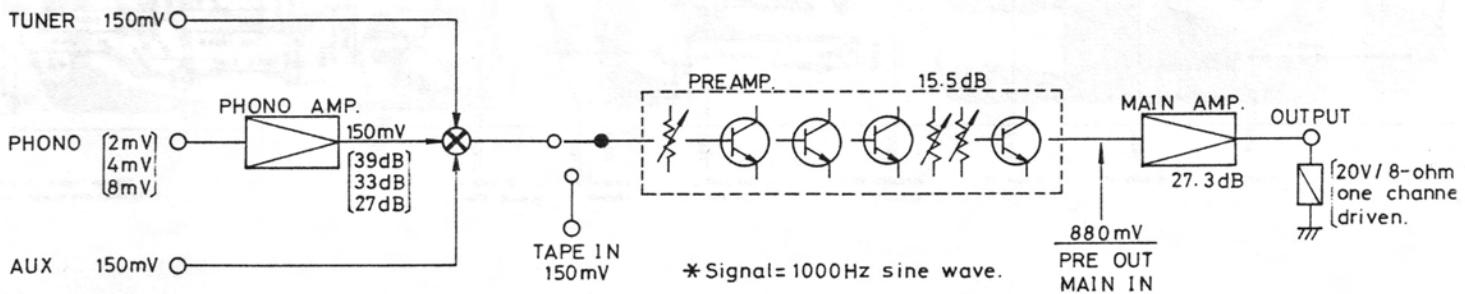 TUNER 150mV
PREAMP. 15.5dB
PHONO AMP.
MAIN AMP.
OUTPUT
PHONO [2mV
4mV
8mV]
150mV
[39dB
33dB
27dB]
27.3dB
[20V/8-ohm
one channe
driven.
TAPE IN
150mV
880mV
PRE OUT
MAIN IN
AUX 150mV
* Signal=1000Hz sine wave.